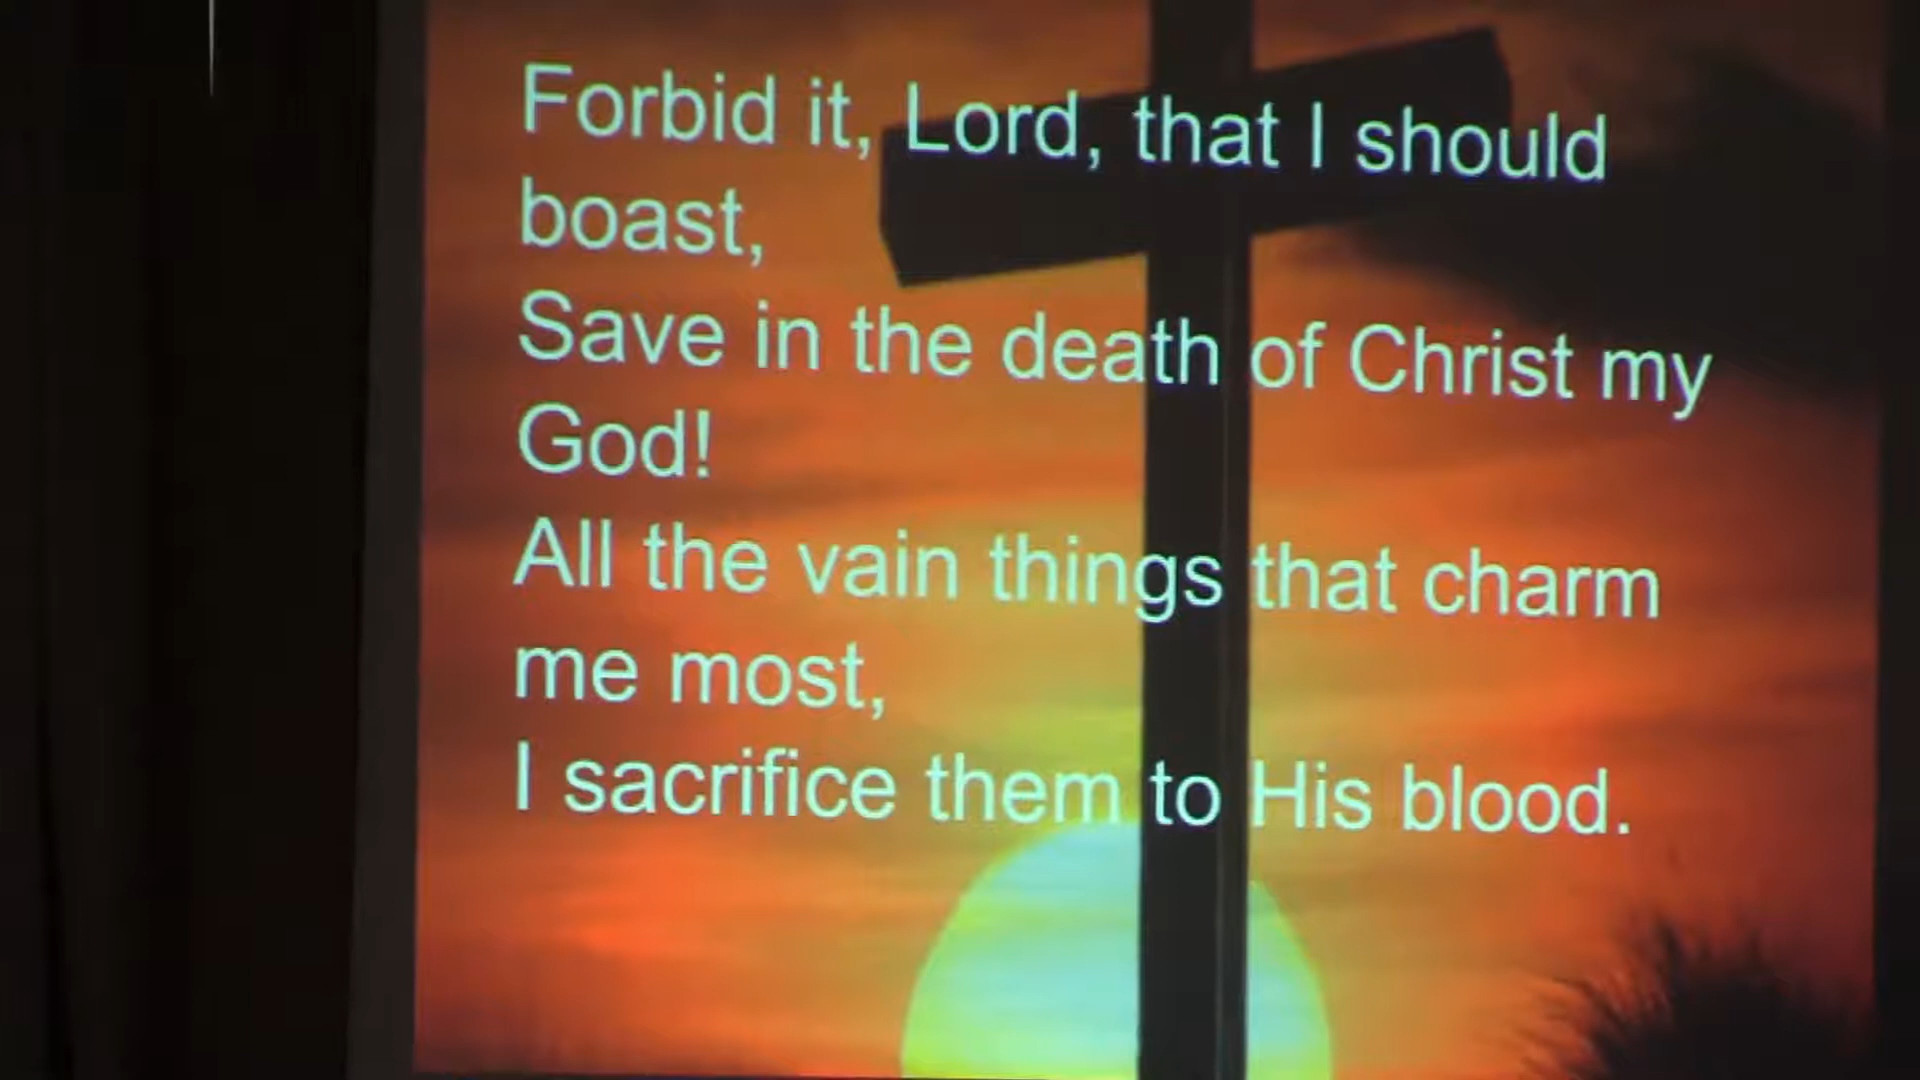 Forbid it, Lord, that I should
boast,
Save in the death of Christ my
God!
All the vain things that charm
me most,
I sacrifice them to His blood.